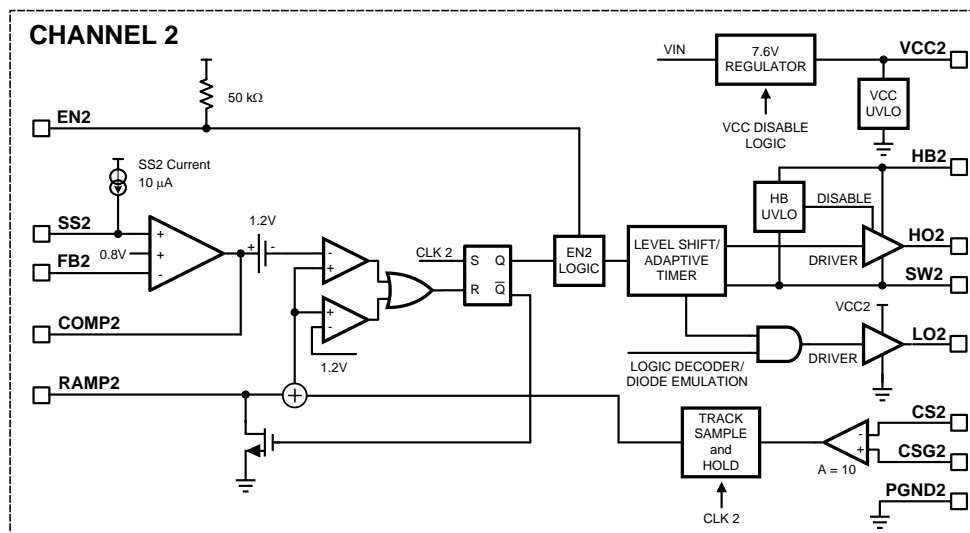 CHANNEL 2
VIN
7.6V
REGULATOR
VCC2
50 kΩ
VCC
UVLO
EN2
VCC DISABLE
LOGIC
HB2
SS2 Current
10 μA
HB
UVLO
DISABLE
SS2
1.2V
+ -
+
0.8V
+
FB2
-
-
+
CLK 2
S Q
R Q̅
EN2
LOGIC
LEVEL SHIFT/
ADAPTIVE
TIMER
DRIVER
HO2
SW2
+
-
VCC2
COMP2
1.2V
LOGIC DECODER/
DIODE EMULATION
DRIVER
LO2
RAMP2
+
TRACK
SAMPLE
and
HOLD
-
+
A = 10
CS2
CSG2
CLK 2
PGND2